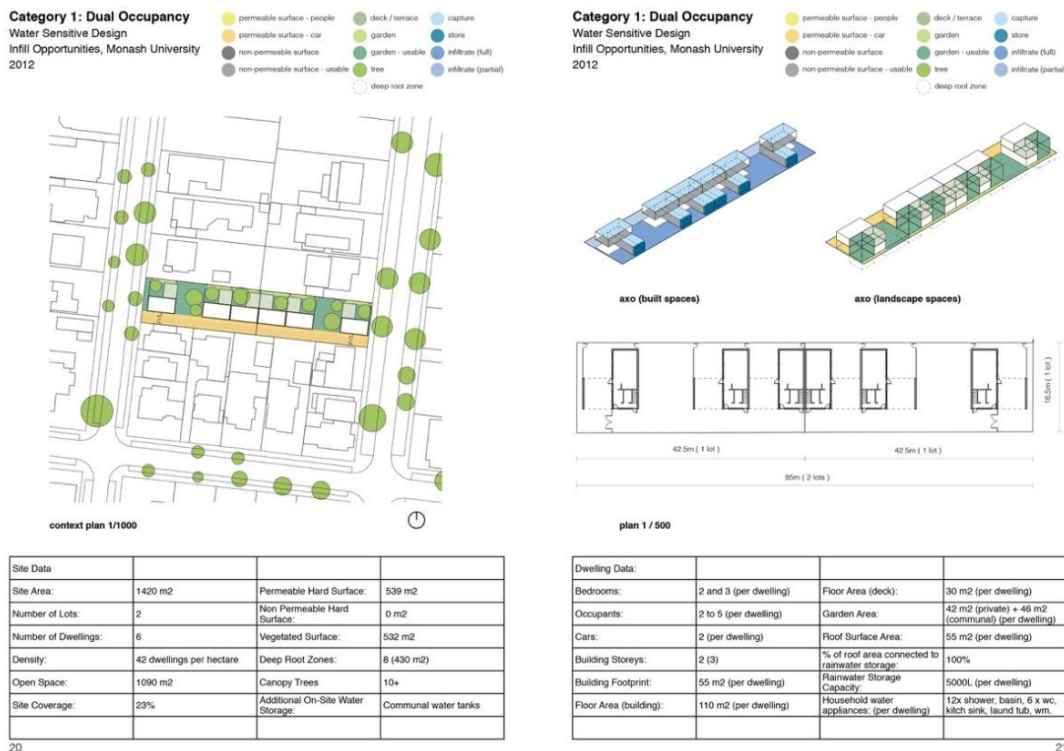 Category 1: Dual Occupancy
Water Sensitive Design
Infill Opportunities, Monash University
2012
permeable surface - people
permeable surface - car
non-permeable surface
non-permeable surface - usable
deck / terrace
garden
garden - usable
tree
deep root zone
capture
store
infiltrate (full)
infiltrate (partial)
context plan 1/1000
Site Data
Site Area: 1420 m2 Permeable Hard Surface: 539 m2
Number of Lots: 2 Non Permeable Hard
Surface: 0 m2
Number of Dwellings: 6 Vegetated Surface: 532 m2
Density: 42 dwellings per hectare Deep Root Zones: 8 (430 m2)
Open Space: 1090 m2 Canopy Trees 10+
Site Coverage: 23% Additional On-Site Water
Storage: Communal water tanks
20
Category 1: Dual Occupancy
Water Sensitive Design
Infill Opportunities, Monash University
2012
permeable surface - people
permeable surface - car
non-permeable surface
non-permeable surface - usable
deck / terrace
garden
garden - usable
tree
deep root zone
capture
store
infiltrate (full)
infiltrate (partial)
axo (built spaces)
axo (landscape spaces)
16.5m ( 1 lot )
42.5m ( 1 lot )
42.5m ( 1 lot )
85m ( 2 lots )
plan 1 / 500
Dwelling Data:
Bedrooms: 2 and 3 (per dwelling) Floor Area (deck): 30 m2 (per dwelling)
Occupants: 2 to 5 (per dwelling) Garden Area: 42 m2 (private) + 46 m2
(communal) (per dwelling)
Cars: 2 (per dwelling) Roof Surface Area: 55 m2 (per dwelling)
Building Storeys: 2 (3) % of roof area connected to
rainwater storage: 100%
Building Footprint: 55 m2 (per dwelling) Rainwater Storage
Capacity: 5000L (per dwelling)
Floor Area (building): 110 m2 (per dwelling) Household water
appliances: (per dwelling) 12x shower, basin, 6 x wc,
kitch sink, laund tub, wm.